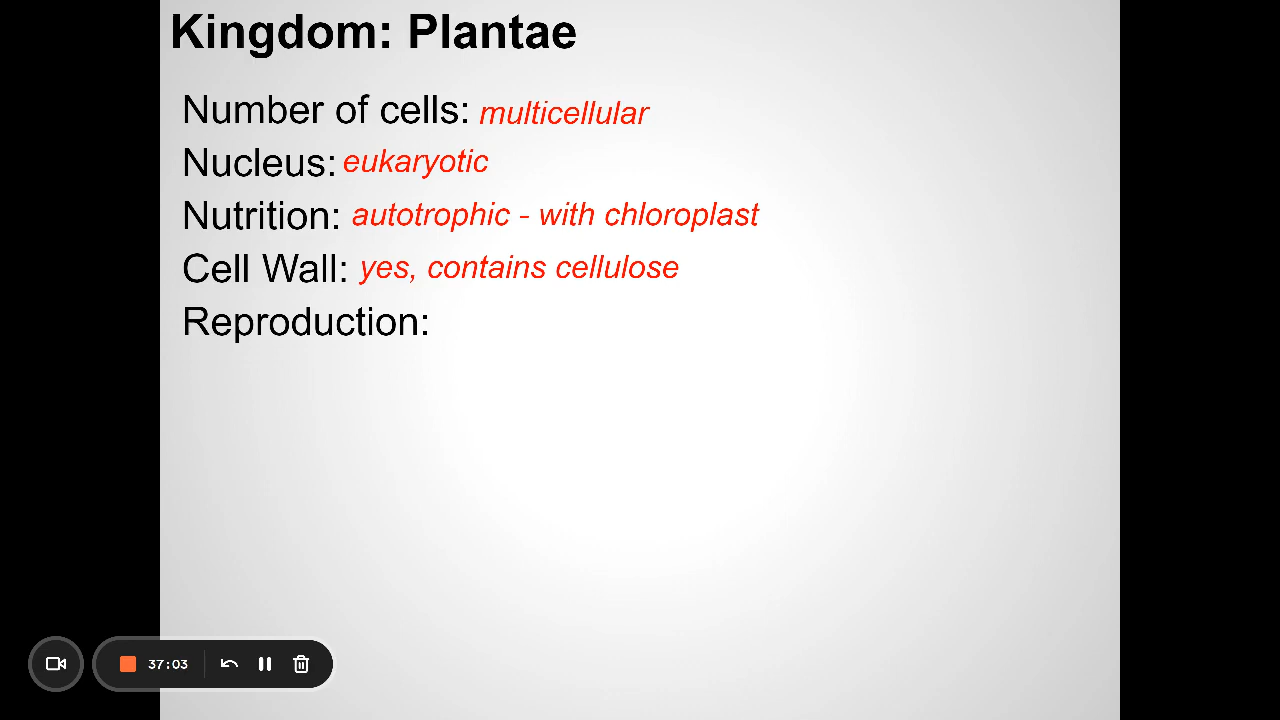 Kingdom: Plantae
Number of cells: multicellular
Nucleus: eukaryotic
Nutrition: autotrophic - with chloroplast
Cell Wall: yes, contains cellulose
Reproduction:
37:03